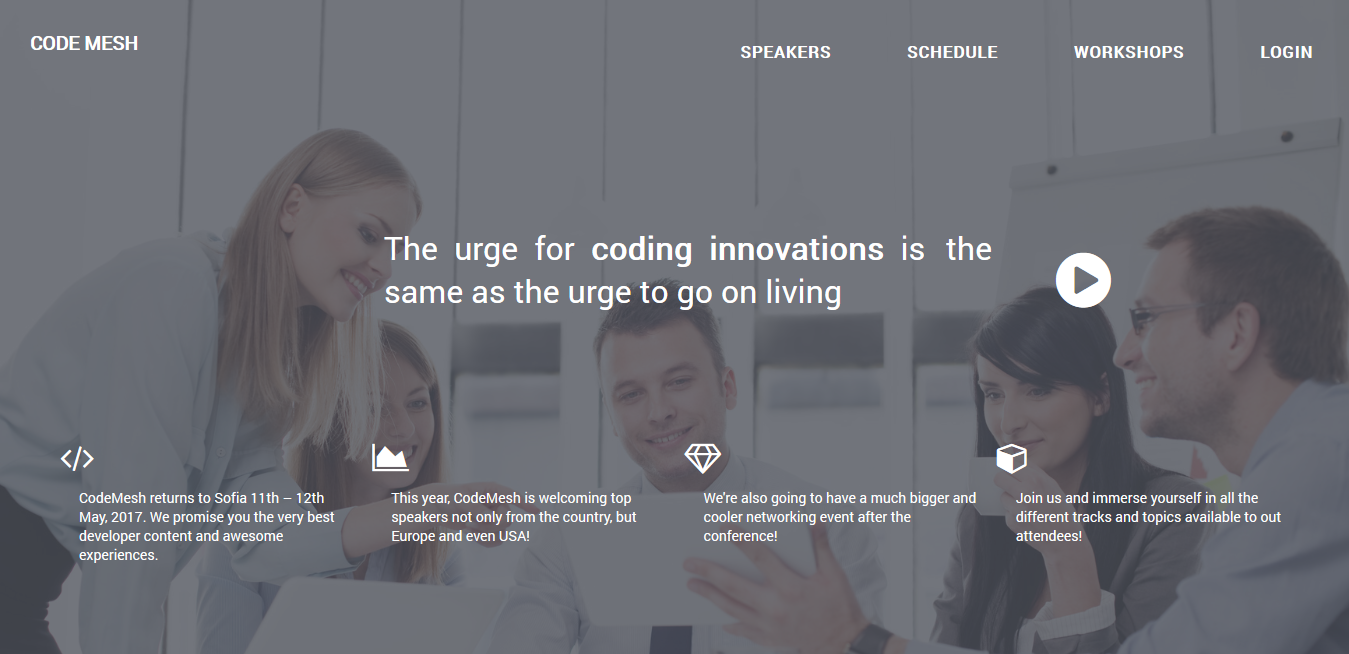 CODE MESH
SPEAKERS SCHEDULE WORKSHOPS LOGIN
The urge for coding innovations is the
same as the urge to go on living
CodeMesh returns to Sofia 11th – 12th
May, 2017. We promise you the very best
developer content and awesome
experiences.
This year, CodeMesh is welcoming top
speakers not only from the country, but
Europe and even USA!
We're also going to have a much bigger and
cooler networking event after the
conference!
Join us and immerse yourself in all the
different tracks and topics available to out
attendees!